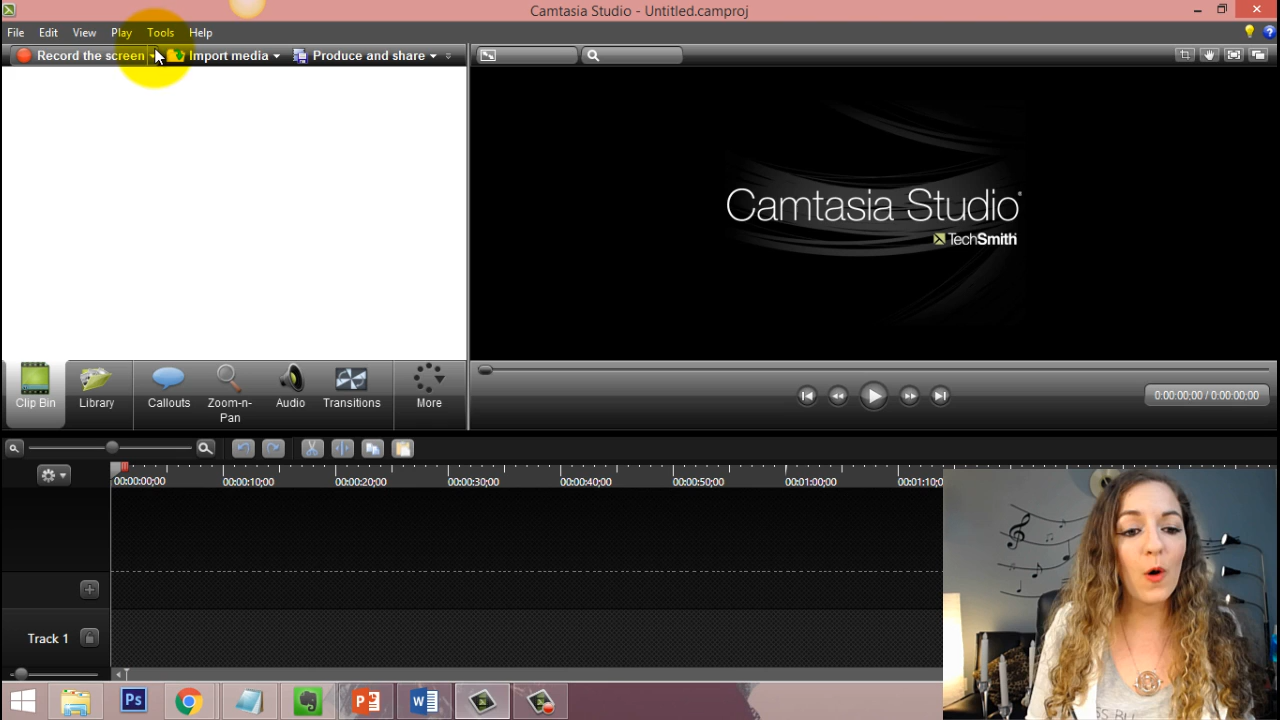 Camtasia Studio - Untitled.camproj
File Edit View Play Tools Help
Record the screen Import media Produce and share
Camtasia Studio®
TechSmith
Clip Bin Library Callouts Zoom-n-Pan Audio Transitions More
0:00:00;00 / 0:00:00;00
00:00:00;00 00:00:10;00 00:00:20;00 00:00:30;00 00:00:40;00 00:00:50;00 00:01:00;00 00:01:10;0
Track 1
Ps